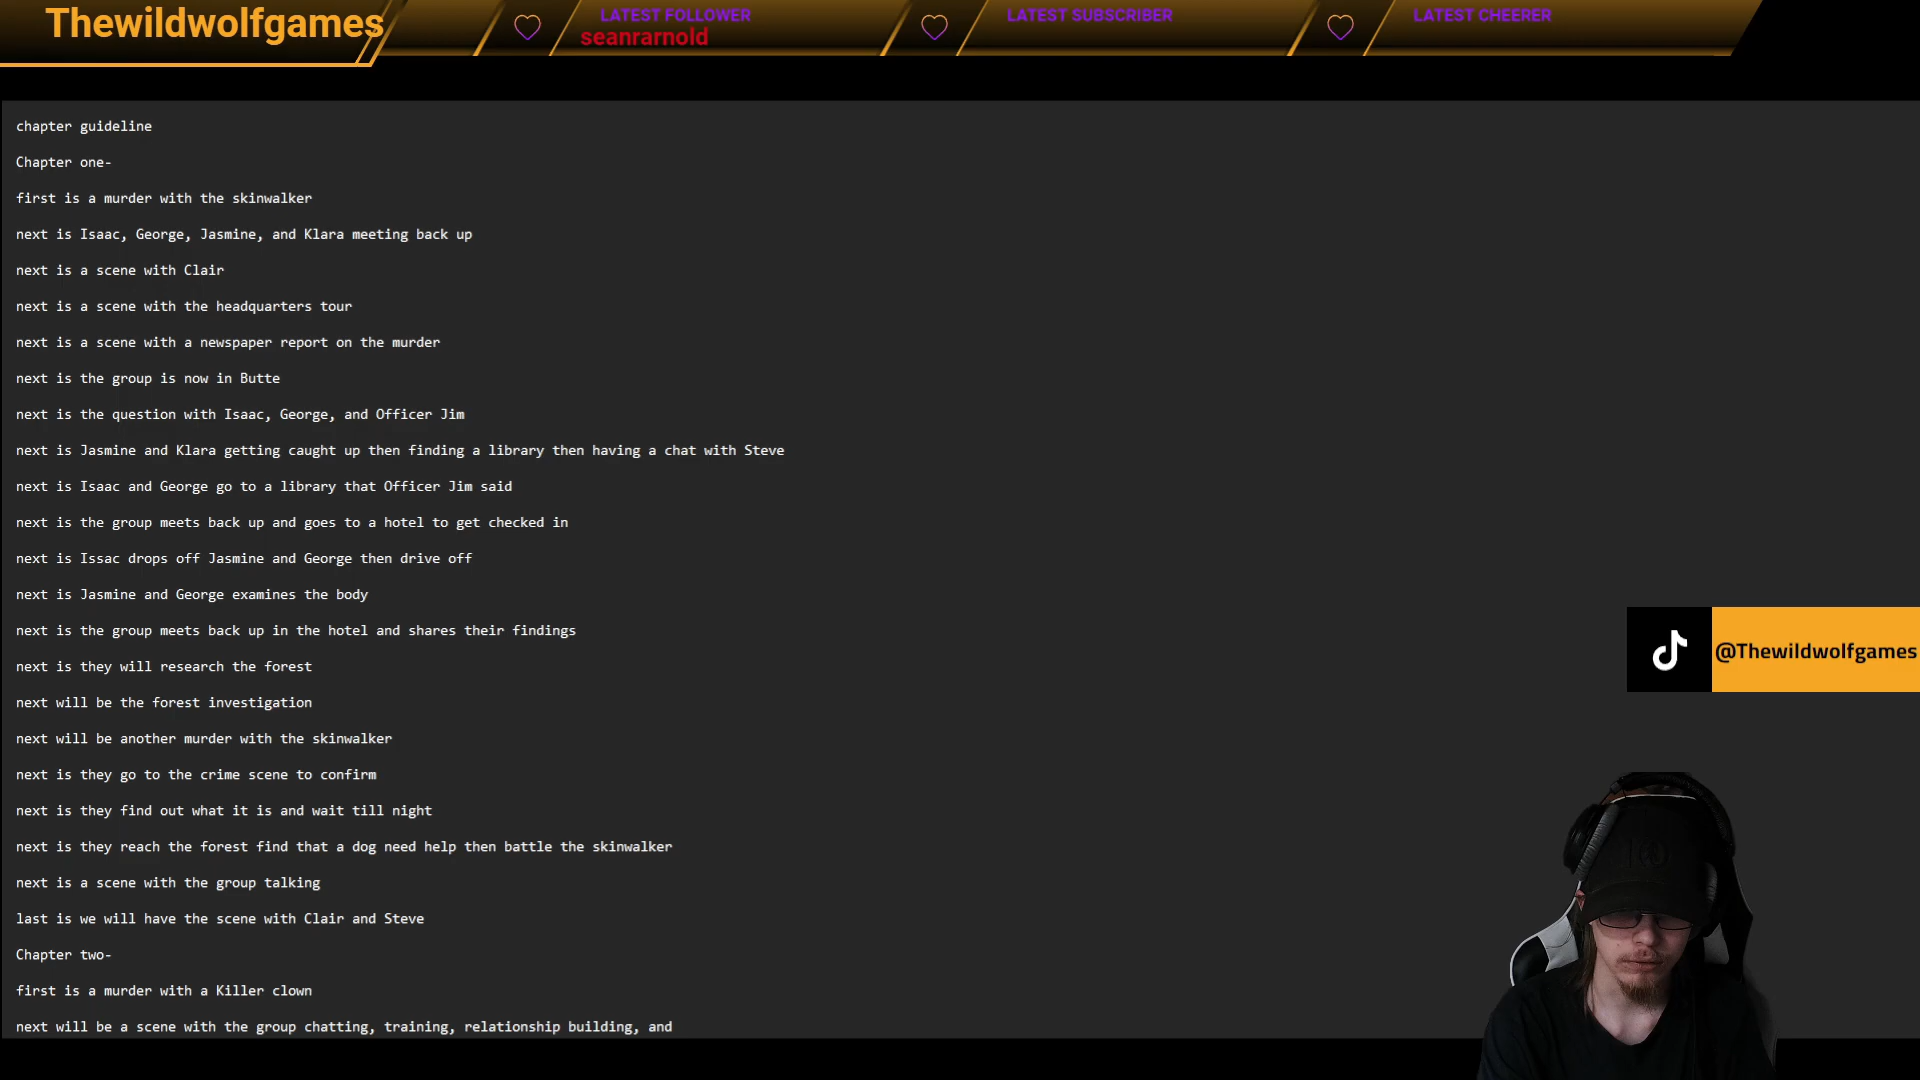 Thewildwolfgames
LATEST FOLLOWER
seanrarnold
LATEST SUBSCRIBER
LATEST CHEERER
chapter guideline
Chapter one-
first is a murder with the skinwalker
next is Isaac, George, Jasmine, and Klara meeting back up
next is a scene with Clair
next is a scene with the headquarters tour
next is a scene with a newspaper report on the murder
next is the group is now in Butte
next is the question with Isaac, George, and Officer Jim
next is Jasmine and Klara getting caught up then finding a library then having a chat with Steve
next is Isaac and George go to a library that Officer Jim said
next is the group meets back up and goes to a hotel to get checked in
next is Issac drops off Jasmine and George then drive off
next is Jasmine and George examines the body
next is the group meets back up in the hotel and shares their findings
next is they will research the forest
next will be the forest investigation
next will be another murder with the skinwalker
next is they go to the crime scene to confirm
next is they find out what it is and wait till night
next is they reach the forest find that a dog need help then battle the skinwalker
next is a scene with the group talking
last is we will have the scene with Clair and Steve
Chapter two-
first is a murder with a Killer clown
next will be a scene with the group chatting, training, relationship building, and
@Thewildwolfgames